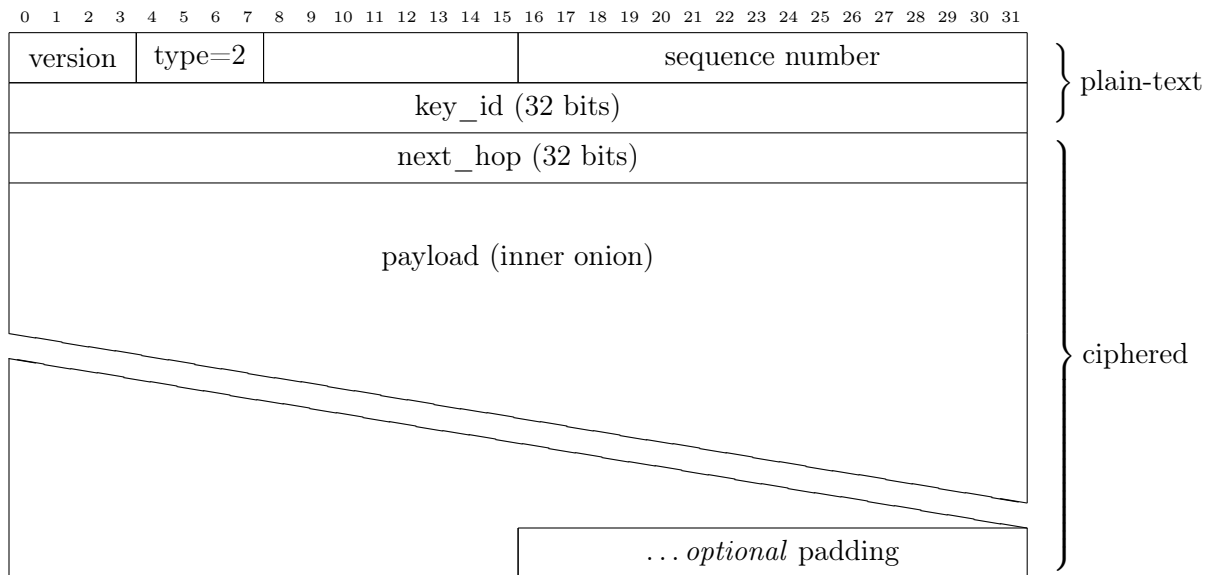 0 1 2 3 4 5 6 7 8 9 10 11 12 13 14 15 16 17 18 19 20 21 22 23 24 25 26 27 28 29 30 31
version type=2 sequence number
plain-text
key_id (32 bits)
next_hop (32 bits)
payload (inner onion)
ciphered
...optional padding